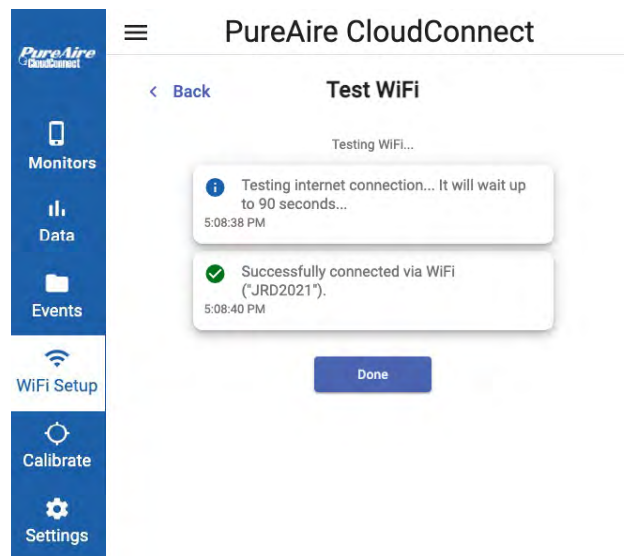 PureAire
CloudConnect
Monitors
Data
Events
WiFi Setup
Calibrate
Settings
PureAire CloudConnect
< Back
Test WiFi
Testing WiFi...
Testing internet connection... It will wait up
to 90 seconds...
5:08:38 PM
Successfully connected via WiFi
("JRD2021").
5:08:40 PM
Done